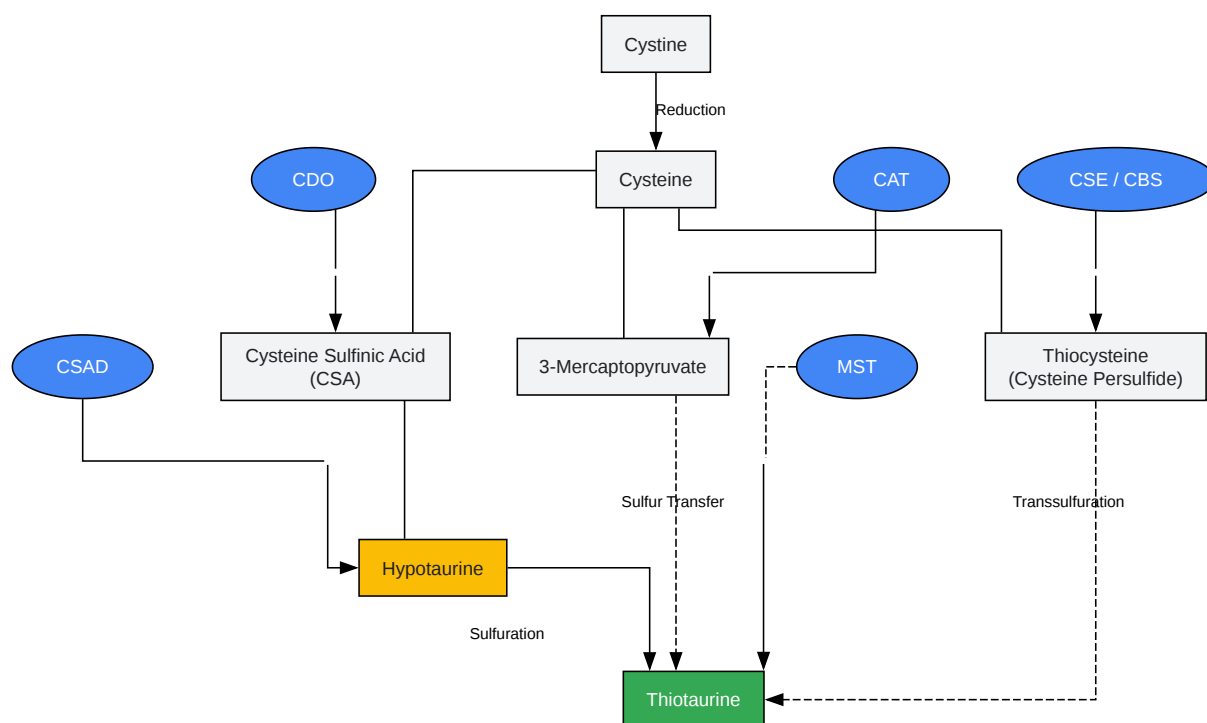 Cystine
Reduction
CDO
Cysteine
CAT
CSE / CBS
CSAD
Cysteine Sulfinic Acid
(CSA)
3-Mercaptopyruvate
MST
Thiocysteine
(Cysteine Persulfide)
Sulfur Transfer
Transsulfuration
Hypotaurine
Sulfuration
Thiotaurine